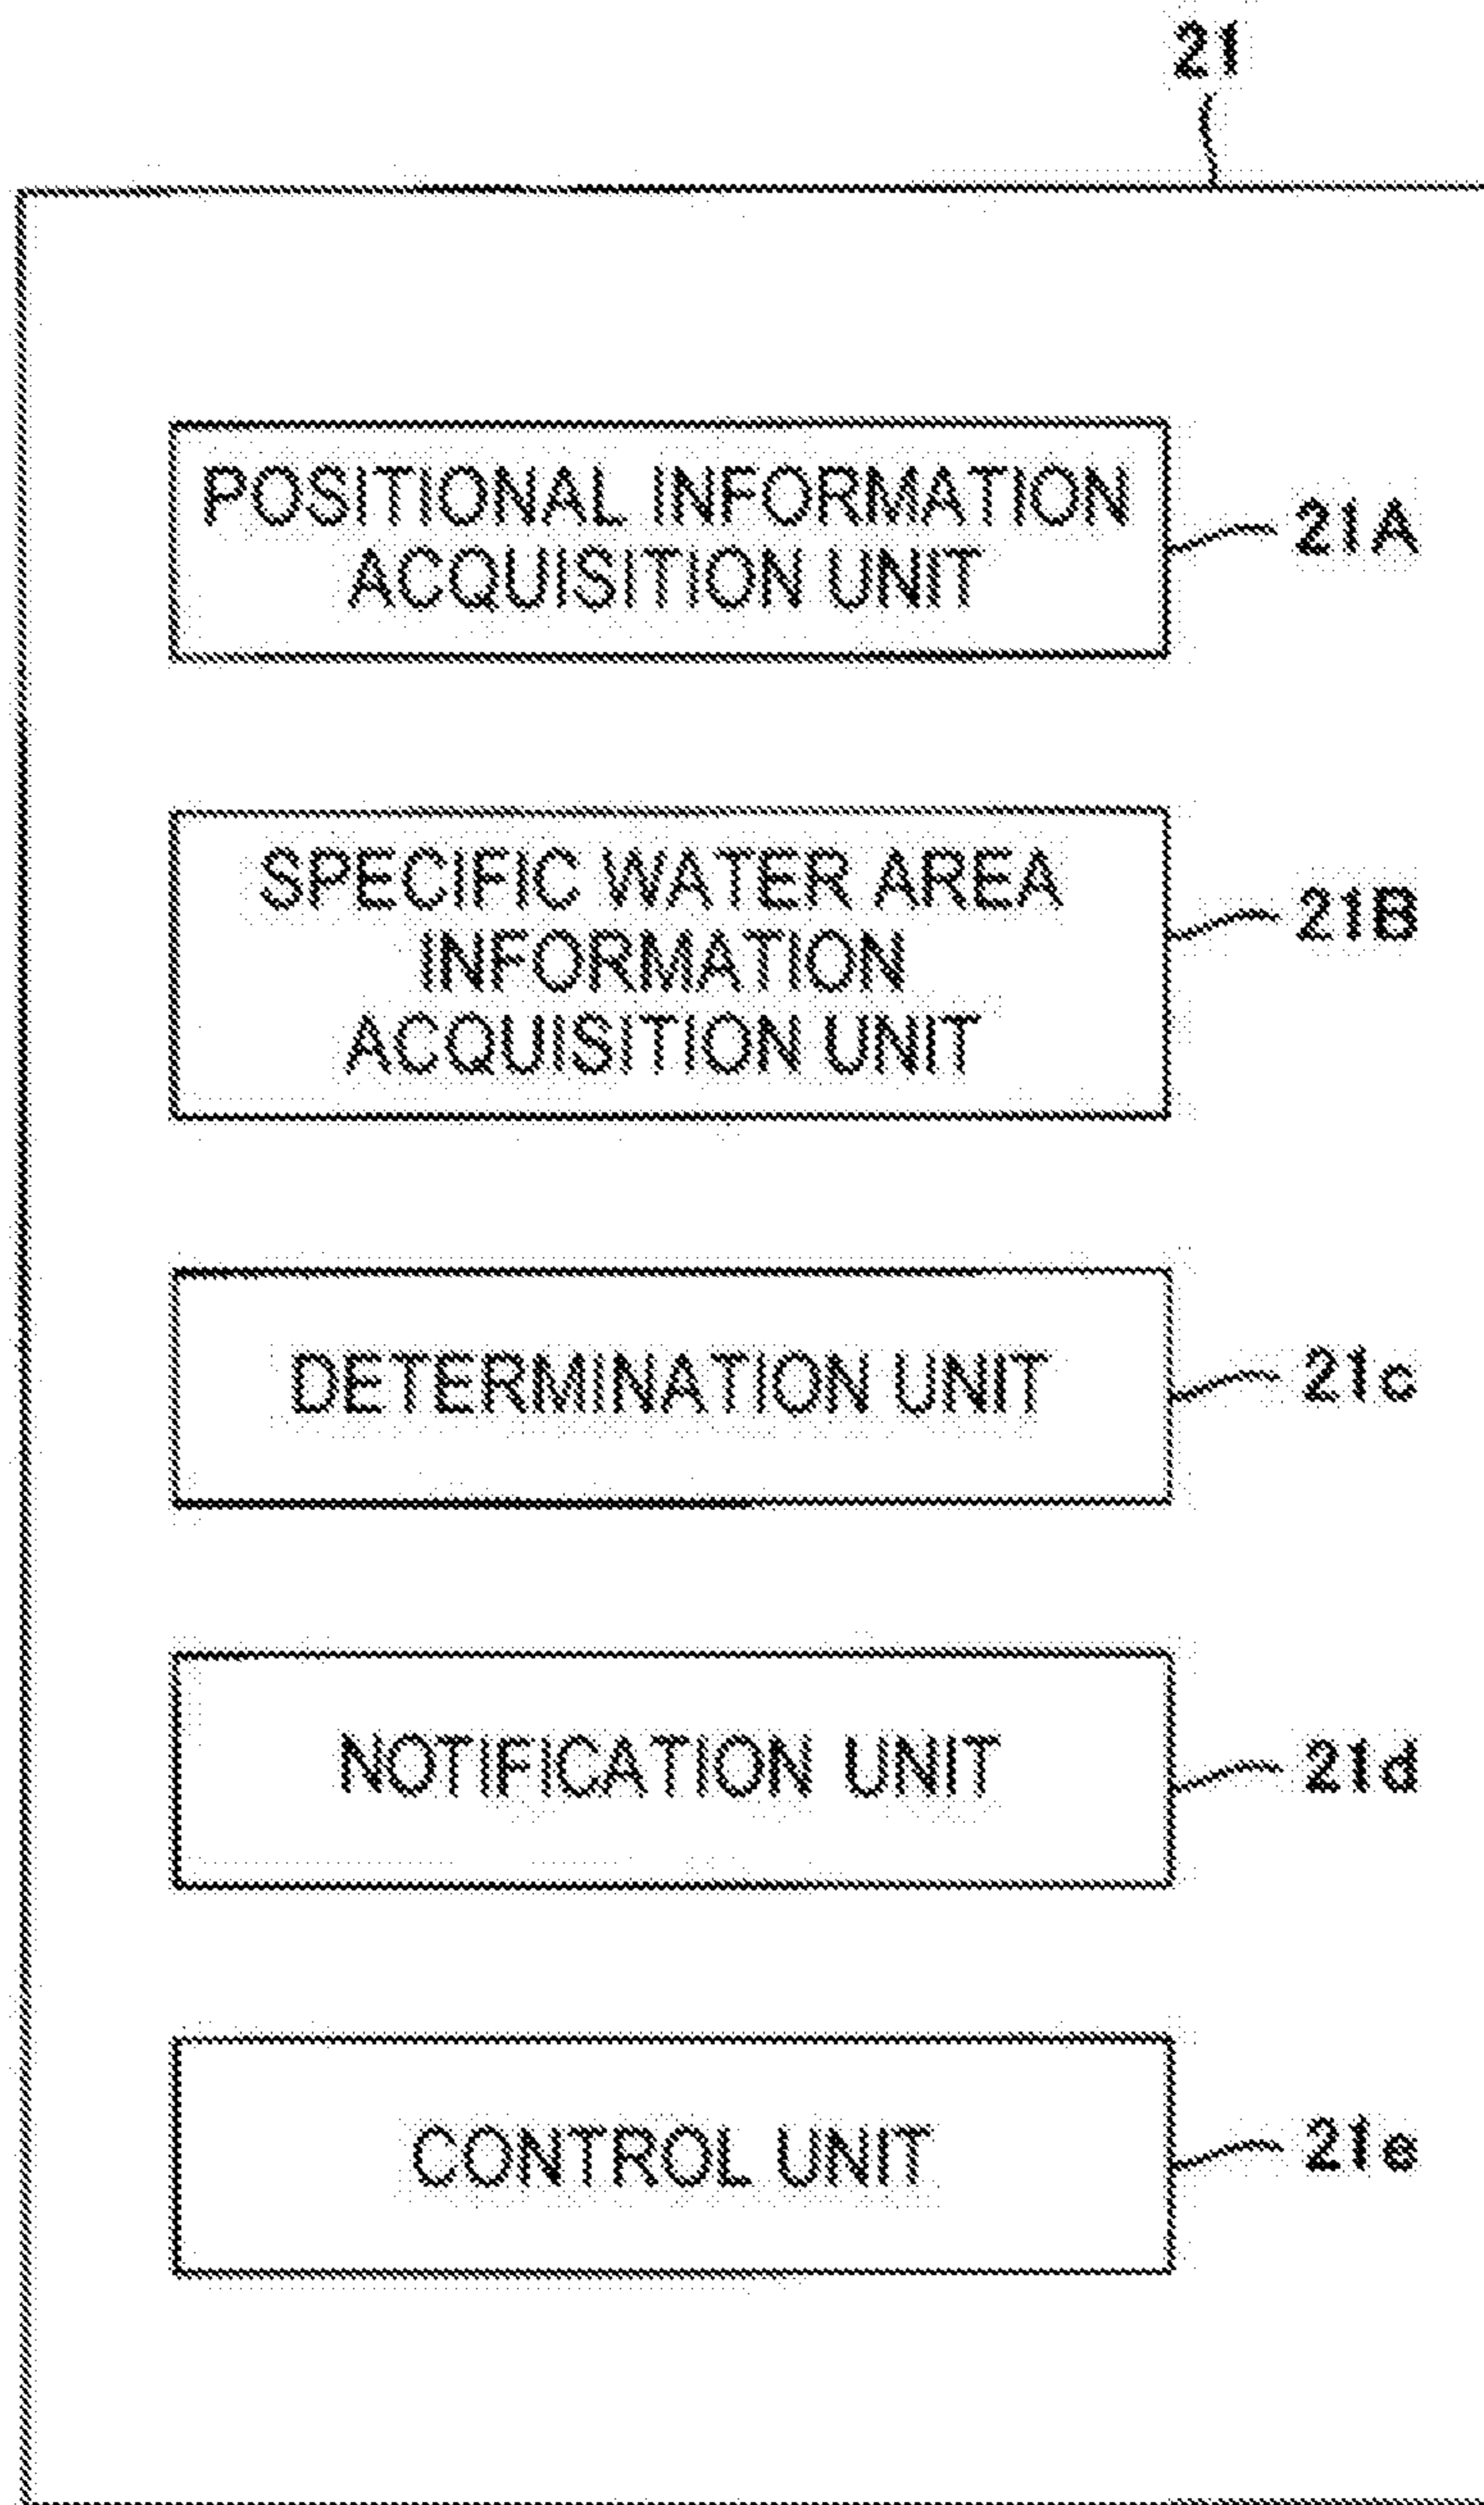 21
POSITIONAL INFORMATION
ACQUISITION UNIT
21A
SPECIFIC WATER AREA
INFORMATION
ACQUISITION UNIT
21B
DETERMINATION UNIT
21c
NOTIFICATION UNIT
21d
CONTROL UNIT
21e